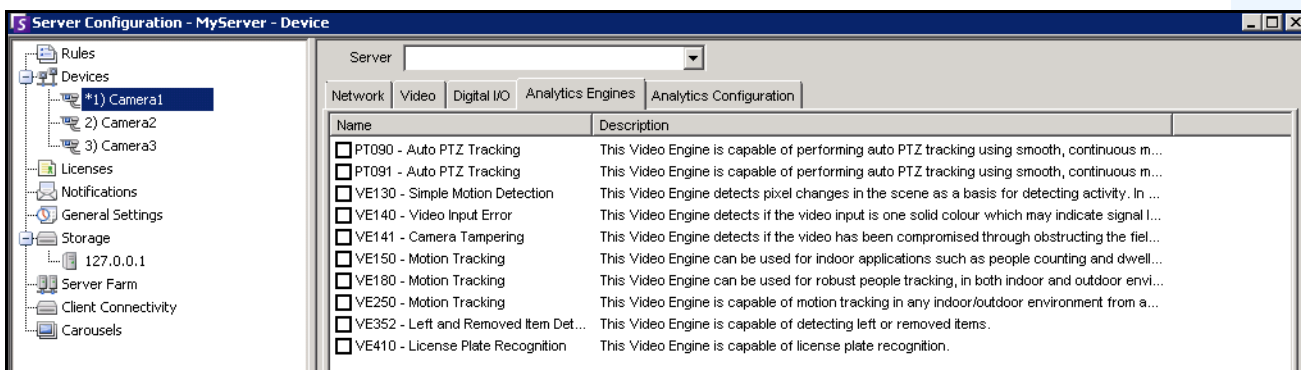 Server Configuration - MyServer - Device
Rules
Devices
*1) Camera1
2) Camera2
3) Camera3
Licenses
Notifications
General Settings
Storage
127.0.0.1
Server Farm
Client Connectivity
Carousels
Server
Network Video Digital I/O Analytics Engines Analytics Configuration
Name Description
PT090 - Auto PTZ Tracking This Video Engine is capable of performing auto PTZ tracking using smooth, continuous m...
PT091 - Auto PTZ Tracking This Video Engine is capable of performing auto PTZ tracking using smooth, continuous m...
VE130 - Simple Motion Detection This Video Engine detects pixel changes in the scene as a basis for detecting activity. In ...
VE140 - Video Input Error This Video Engine detects if the video input is one solid colour which may indicate signal l...
VE141 - Camera Tampering This Video Engine detects if the video has been compromised through obstructing the fiel...
VE150 - Motion Tracking This Video Engine can be used for indoor applications such as people counting and dwell...
VE180 - Motion Tracking This Video Engine can be used for robust people tracking, in both indoor and outdoor envi...
VE250 - Motion Tracking This Video Engine is capable of motion tracking in any indoor/outdoor environment from a...
VE352 - Left and Removed Item Det... This Video Engine is capable of detecting left or removed items.
VE410 - License Plate Recognition This Video Engine is capable of license plate recognition.